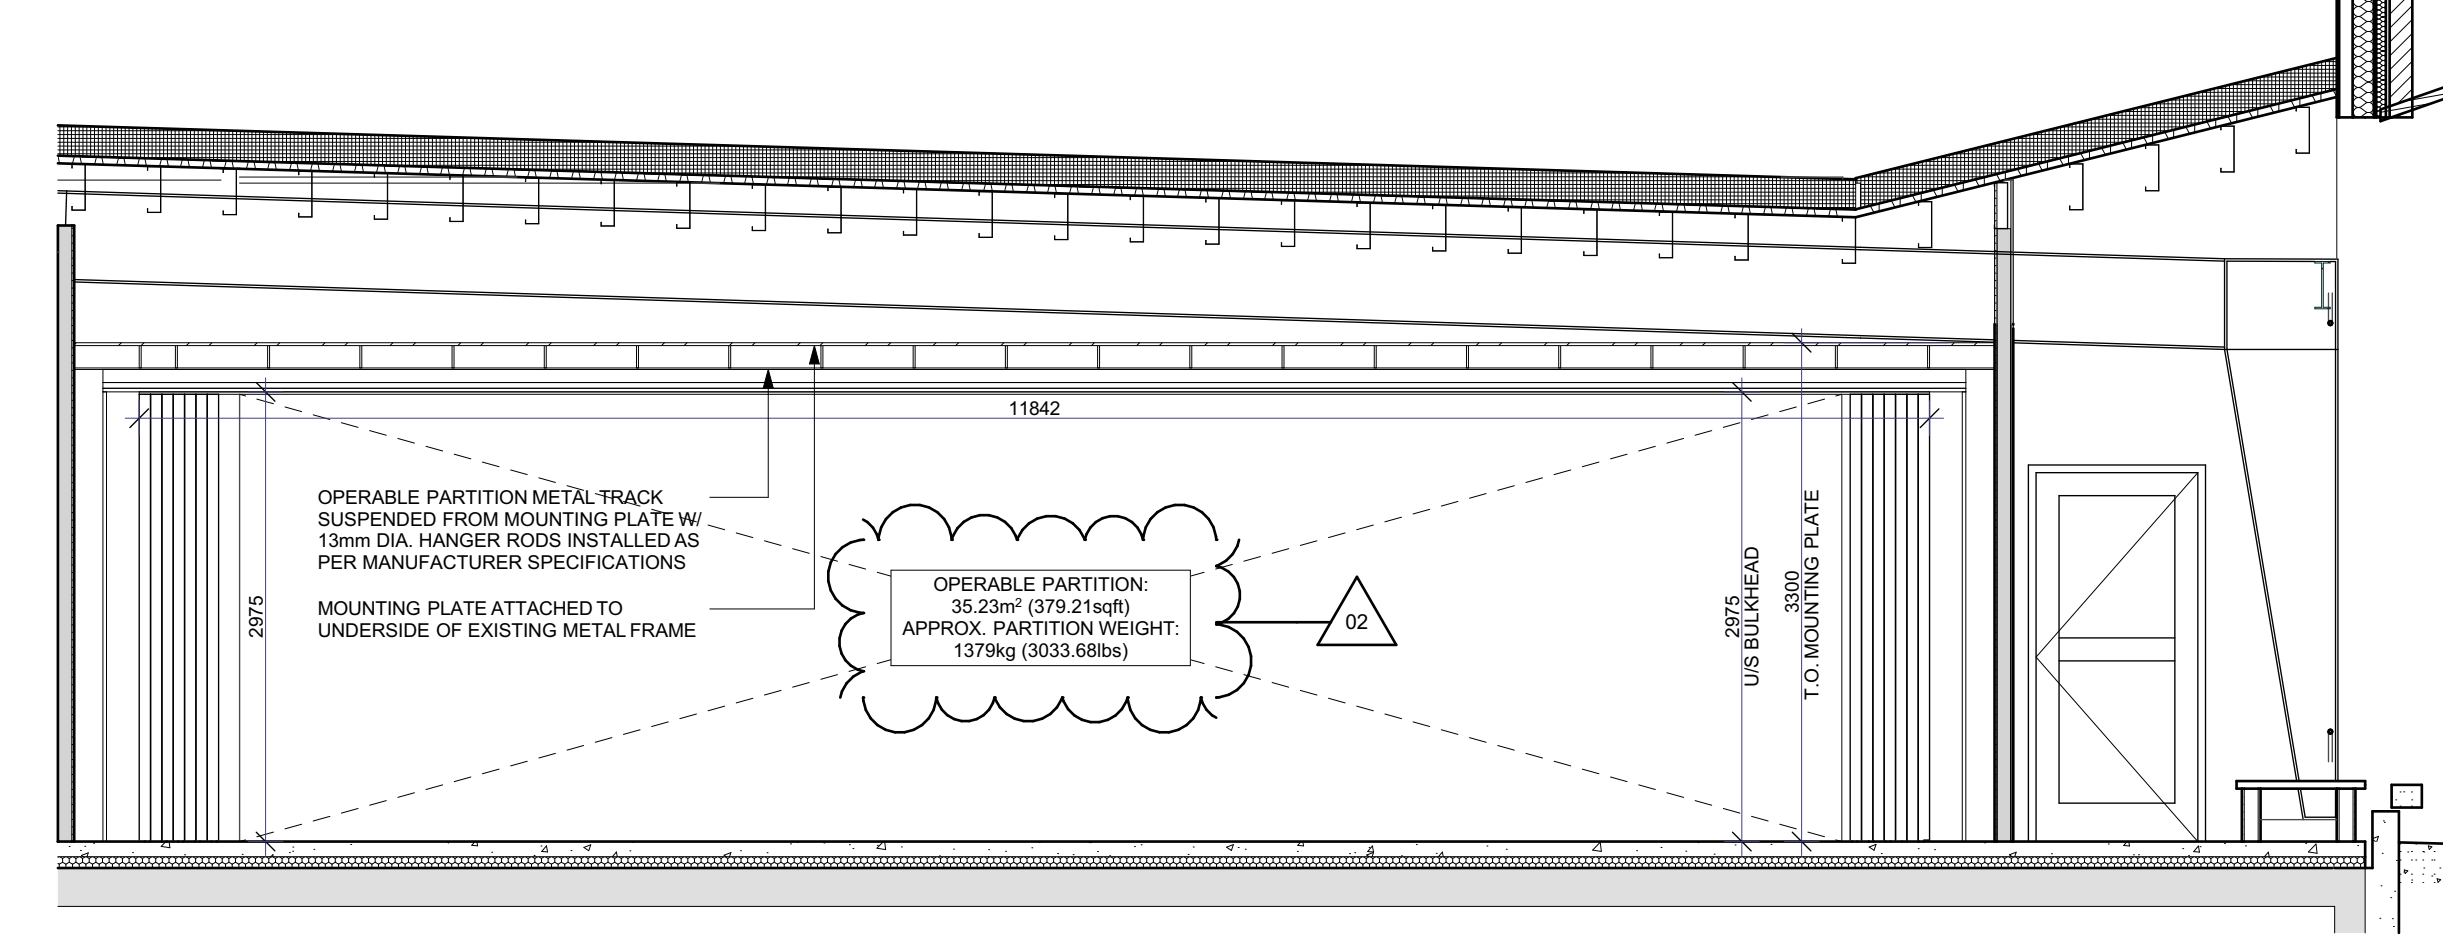 11842
OPERABLE PARTITION METAL TRACK
SUSPENDED FROM MOUNTING PLATE W/
13mm DIA. HANGER RODS INSTALLED AS
PER MANUFACTURER SPECIFICATIONS
MOUNTING PLATE ATTACHED TO
UNDERSIDE OF EXISTING METAL FRAME
2975
OPERABLE PARTITION:
35.23m² (379.21sqft)
APPROX. PARTITION WEIGHT:
1379kg (3033.68lbs)
02
2975
U/S BULKHEAD
3300
T.O. MOUNTING PLATE